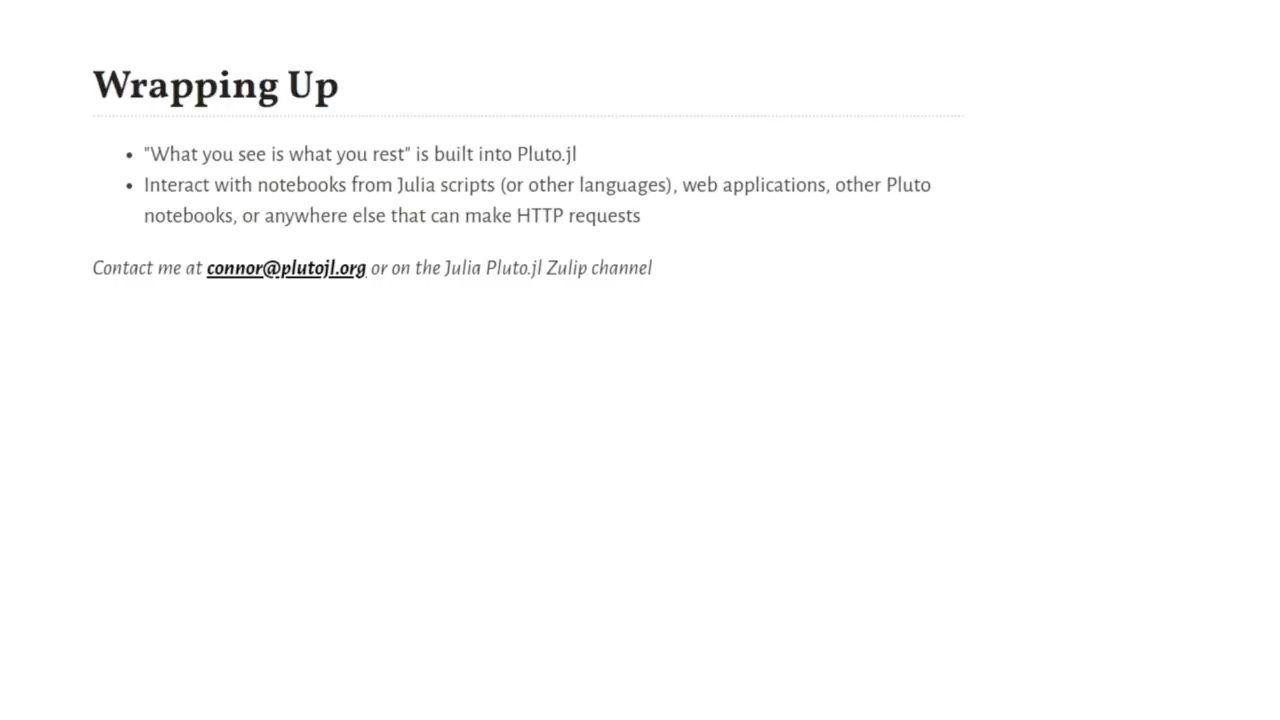 Wrapping Up
• "What you see is what you rest" is built into Pluto.jl
• Interact with notebooks from Julia scripts (or other languages), web applications, other Pluto
notebooks, or anywhere else that can make HTTP requests
Contact me at connor@plutojl.org or on the Julia Pluto.jl Zulip channel